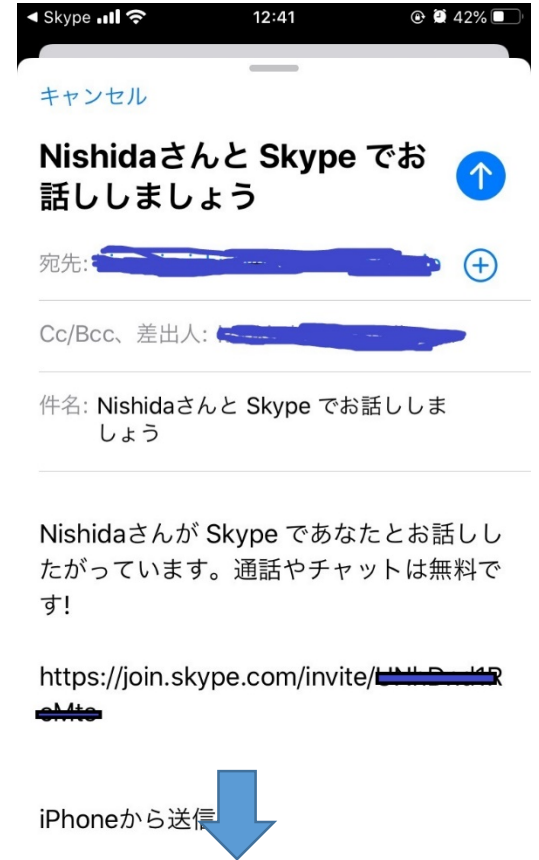 Skype 12:41 42%
キャンセル
Nishidaさんと Skype でお
話ししましょう
宛先:
Cc/Bcc、差出人:
件名: Nishidaさんと Skype でお話ししま
しょう
Nishidaさんが Skype であなたとお話しし
たがっています。通話やチャットは無料で
す!
https://join.skype.com/invite/
iPhoneから送信